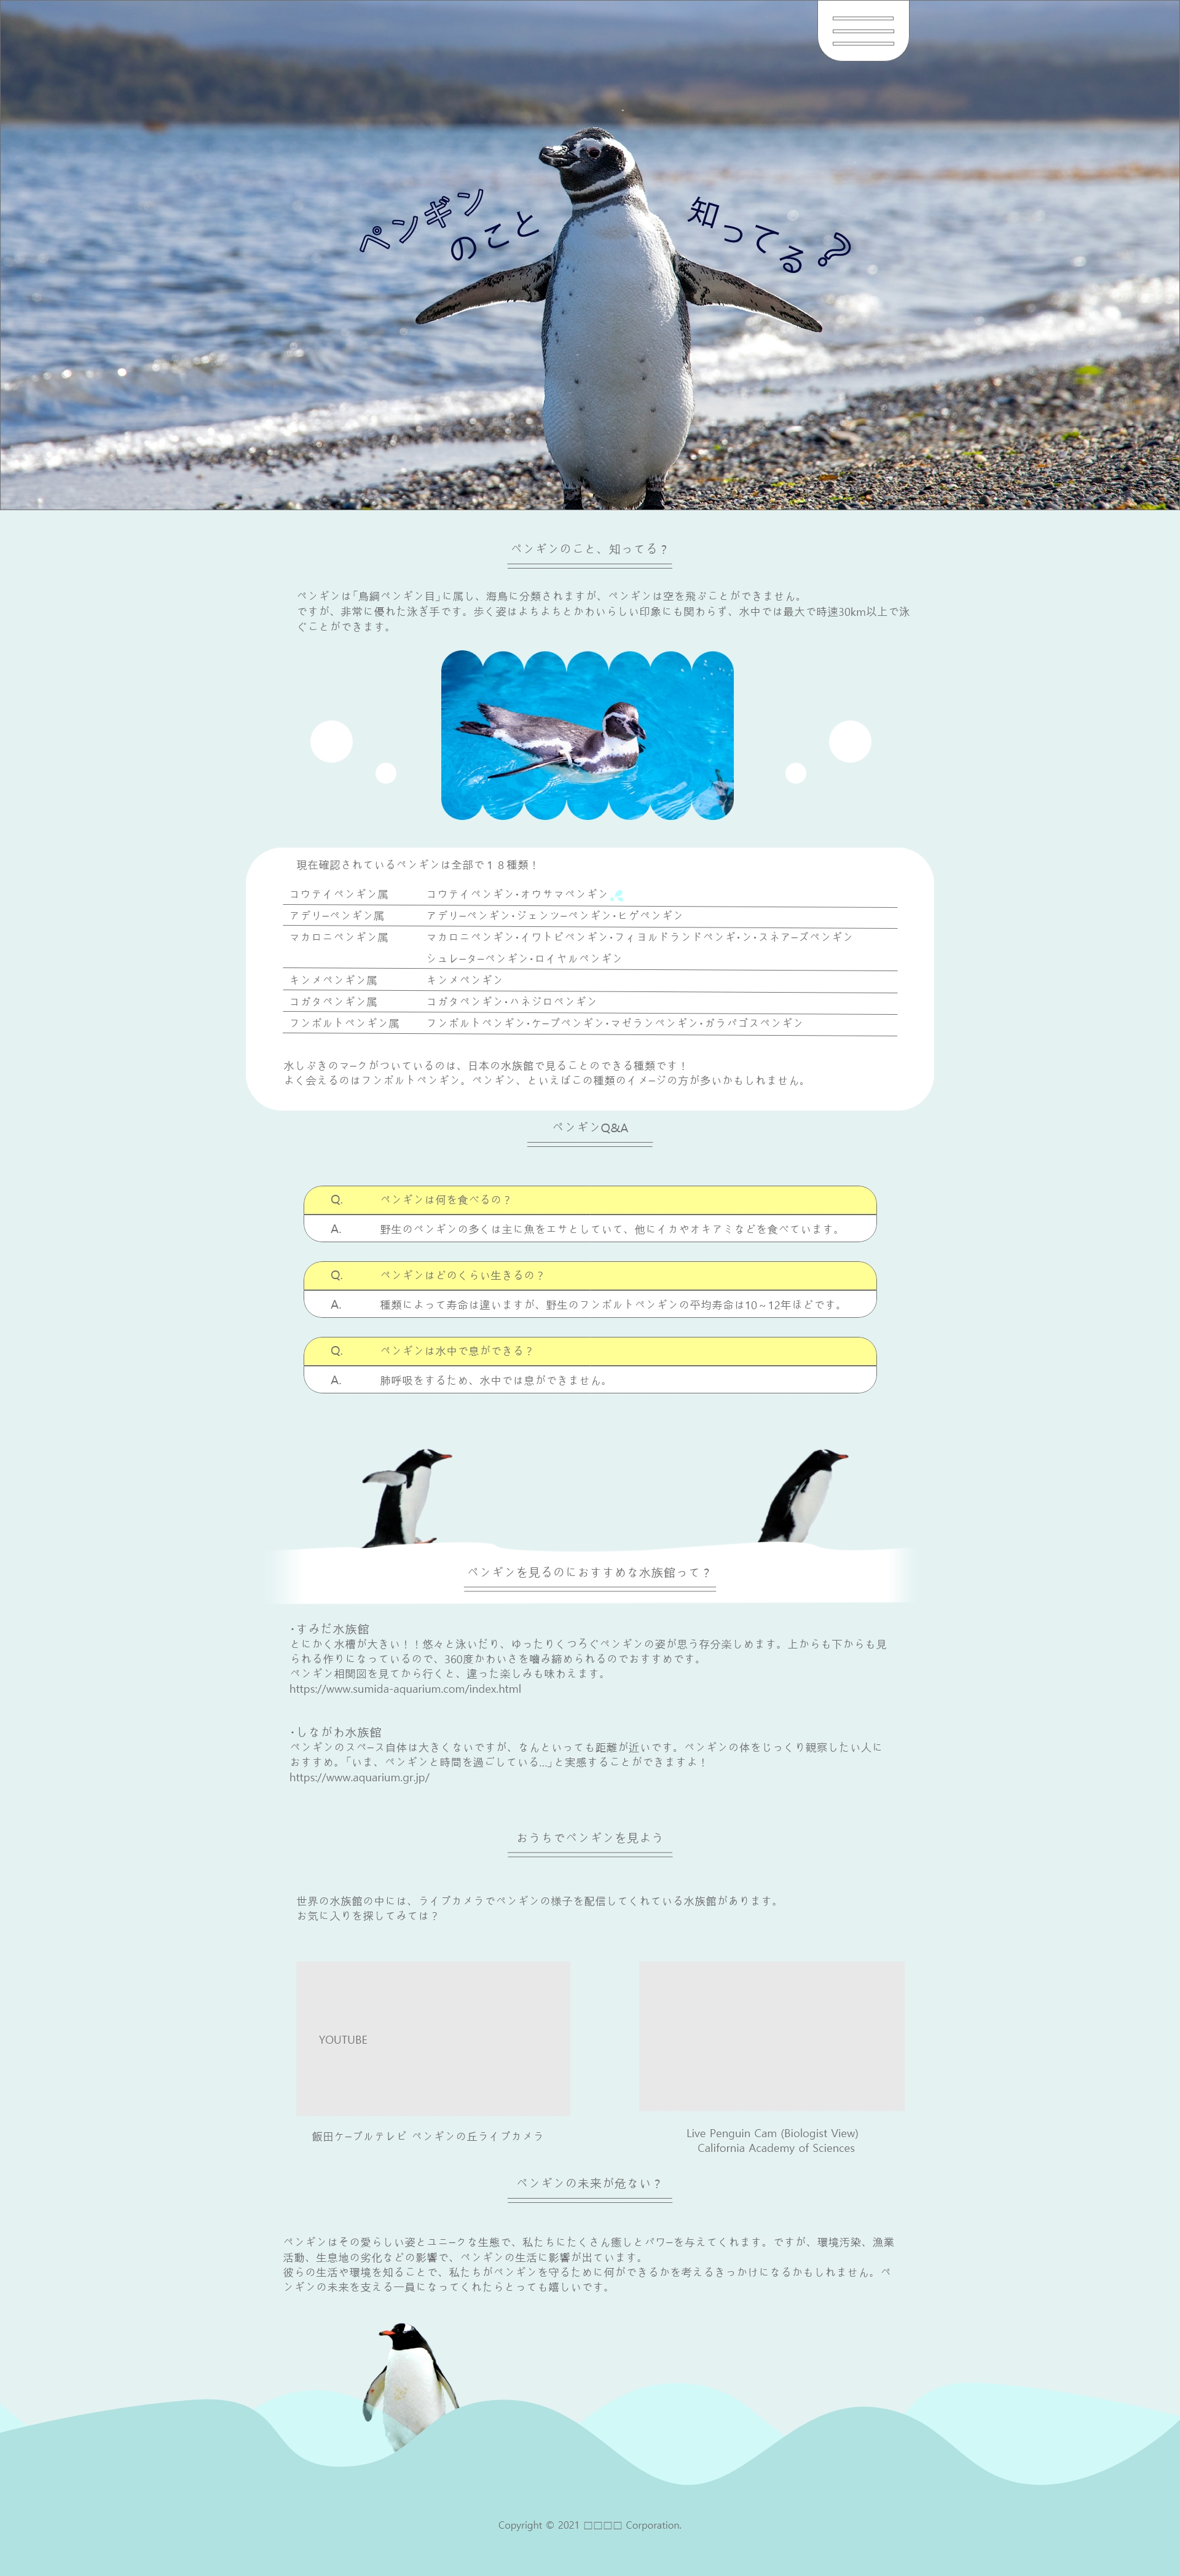 ペンギン
のこと
知ってる?
ペンギンのこと、知ってる?
ペンギンは「鳥綱ペンギン目」に属し、海鳥に分類されますが、ペンギンは空を飛ぶことができません。
ですが、非常に優れた泳ぎ手です。歩く姿はよちよちとかわいらしい印象にも関わらず、水中では最大で時速30km以上で泳
ぐことができます。
現在確認されているペンギンは全部で18種類!
コウテイペンギン属 コウテイペンギン・オウサマペンギン
アデリーペンギン属 アデリーペンギン・ジェンツーペンギン・ヒゲペンギン
マカロニペンギン属 マカロニペンギン・イワトビペンギン・フィヨルドランドペンギ・ン・スネアーズペンギン
シュレーターペンギン・ロイヤルペンギン
キンメペンギン属 キンメペンギン
コガタペンギン属 コガタペンギン・ハネジロペンギン
フンボルトペンギン属 フンボルトペンギン・ケープペンギン・マゼランペンギン・ガラパゴスペンギン
水しぶきのマークがついているのは、日本の水族館で見ることのできる種類です!
よく会えるのはフンボルトペンギン。ペンギン、といえばこの種類のイメージの方が多いかもしれません。
ペンギンQ&A
Q. ペンギンは何を食べるの?
A. 野生のペンギンの多くは主に魚をエサとしていて、他にイカやオキアミなどを食べています。
Q. ペンギンはどのくらい生きるの?
A. 種類によって寿命は違いますが、野生のフンボルトペンギンの平均寿命は10~12年ほどです。
Q. ペンギンは水中で息ができる?
A. 肺呼吸をするため、水中では息ができません。
ペンギンを見るのにおすすめな水族館って?
・すみだ水族館
とにかく水槽が大きい!!悠々と泳いだり、ゆったりくつろぐペンギンの姿が思う存分楽しめます。上からも下からも見
られる作りになっているので、360度かわいさを噛み締められるのでおすすめです。
ペンギン相関図を見てから行くと、違った楽しみも味わえます。
https://www.sumida-aquarium.com/index.html
・しながわ水族館
ペンギンのスペース自体は大きくないですが、なんといっても距離が近いです。ペンギンの体をじっくり観察したい人に
おすすめ。「いま、ペンギンと時間を過ごしている...」と実感することができますよ!
https://www.aquarium.gr.jp/
おうちでペンギンを見よう
世界の水族館の中には、ライブカメラでペンギンの様子を配信してくれている水族館があります。
お気に入りを探してみては?
YOUTUBE
飯田ケーブルテレビ ペンギンの丘ライブカメラ
Live Penguin Cam (Biologist View)
California Academy of Sciences
ペンギンの未来が危ない?
ペンギンはその愛らしい姿とユニークな生態で、私たちにたくさん癒しとパワーを与えてくれます。ですが、環境汚染、漁業
活動、生息地の劣化などの影響で、ペンギンの生活に影響が出ています。
彼らの生活や環境を知ることで、私たちがペンギンを守るために何ができるかを考えるきっかけになるかもしれません。ペ
ンギンの未来を支える一員になってくれたらとっても嬉しいです。
Copyright © 2021 □□□□ Corporation.